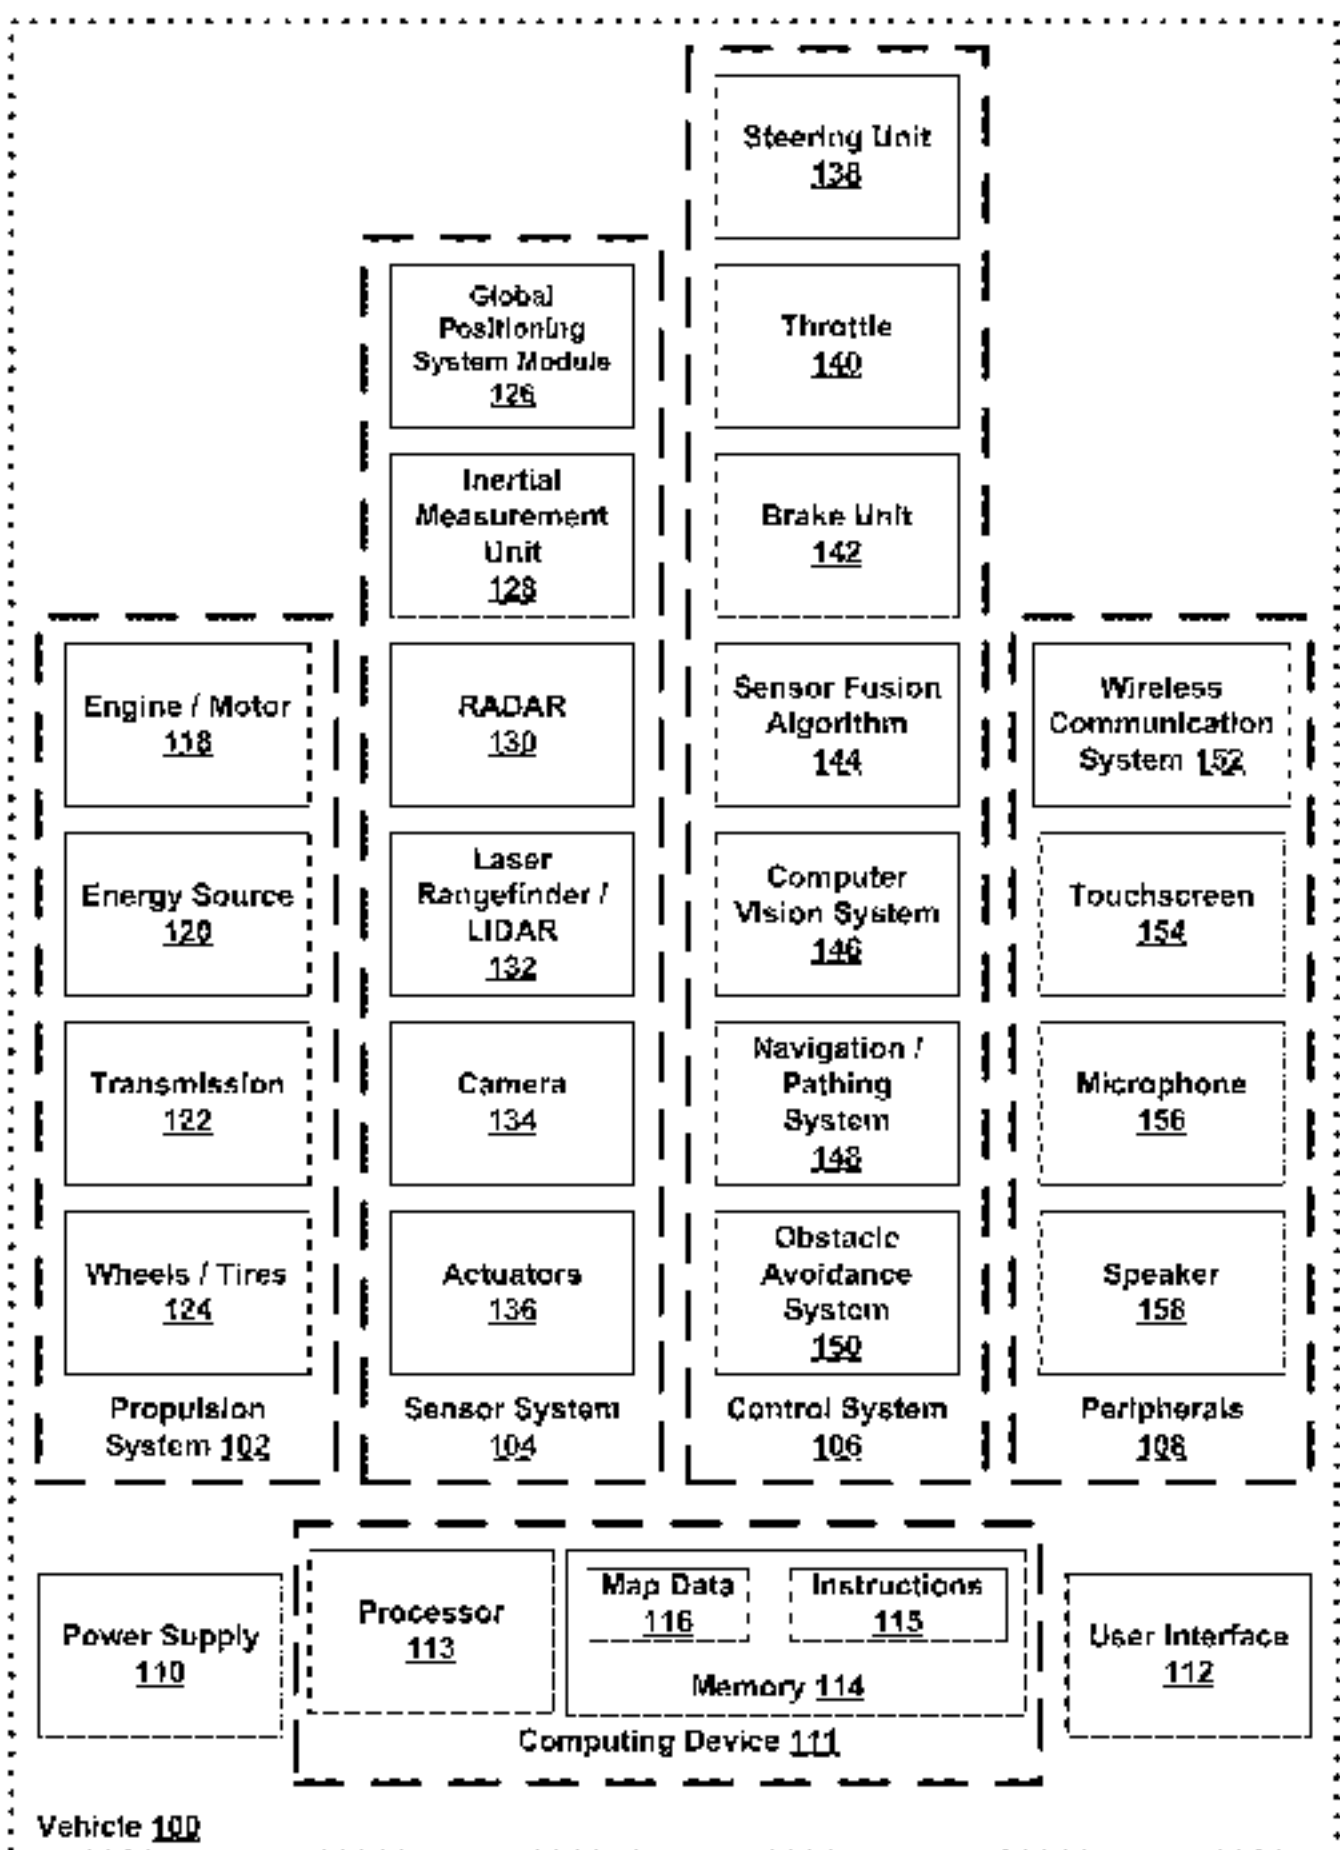 Steering Unit
138
Global
Positioning
System Module
126
Throttle
140
Inertial
Measurement
Unit
128
Brake Unit
142
Engine / Motor
118
RADAR
130
Sensor Fusion
Algorithm
144
Wireless
Communication
System 152
Energy Source
120
Laser
Rangefinder /
LIDAR
132
Computer
Vision System
146
Touchscreen
154
Transmission
122
Camera
134
Navigation /
Pathing
System
148
Microphone
156
Wheels / Tires
124
Actuators
136
Obstacle
Avoidance
System
150
Speaker
158
Propulsion
System 102
Sensor System
104
Control System
106
Peripherals
108
Power Supply
110
Processor
113
Map Data
116
Instructions
115
Memory 114
Computing Device 111
User Interface
112
Vehicle 100